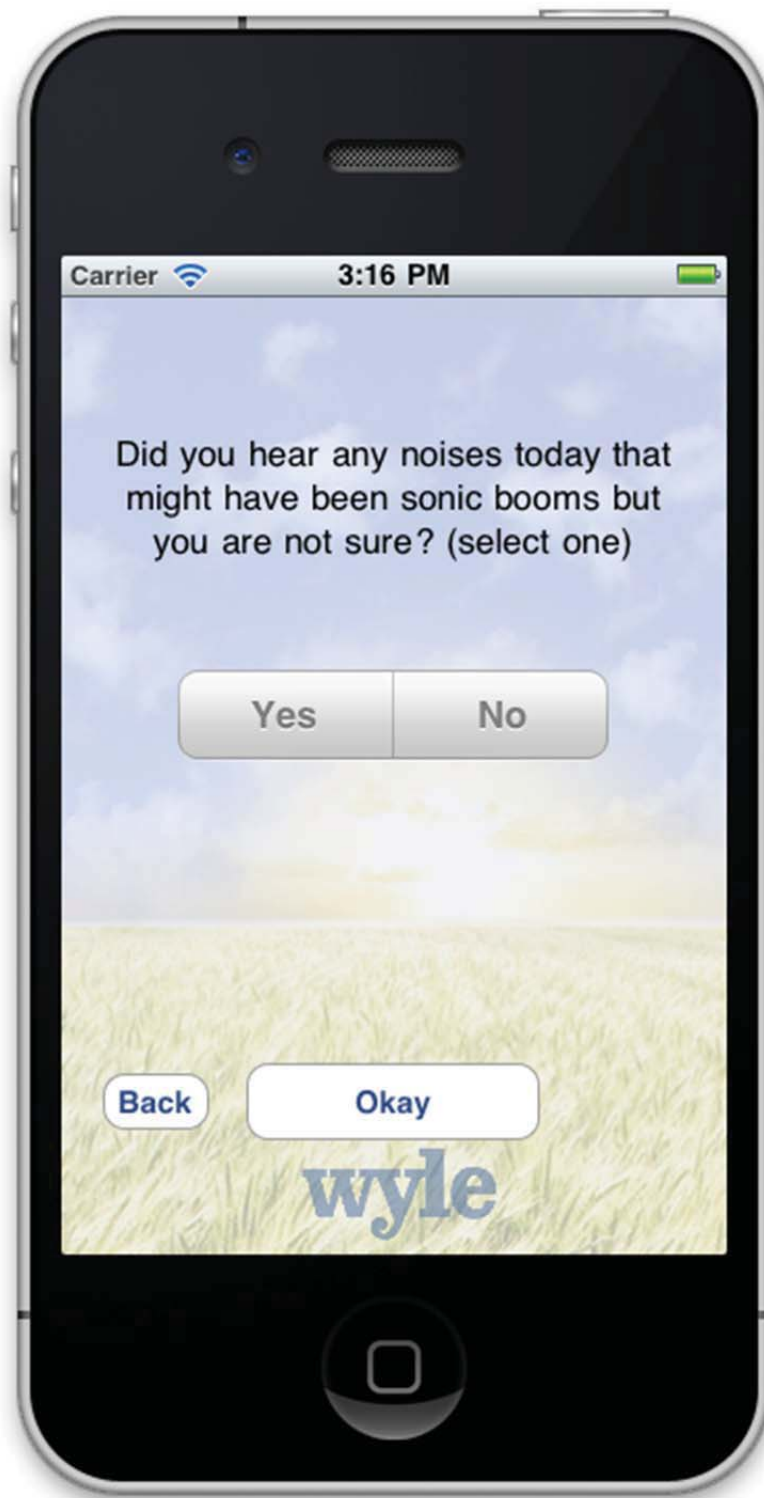 Carrier 3:16 PM
Did you hear any noises today that
might have been sonic booms but
you are not sure? (select one)
Yes No
Back Okay
wyle